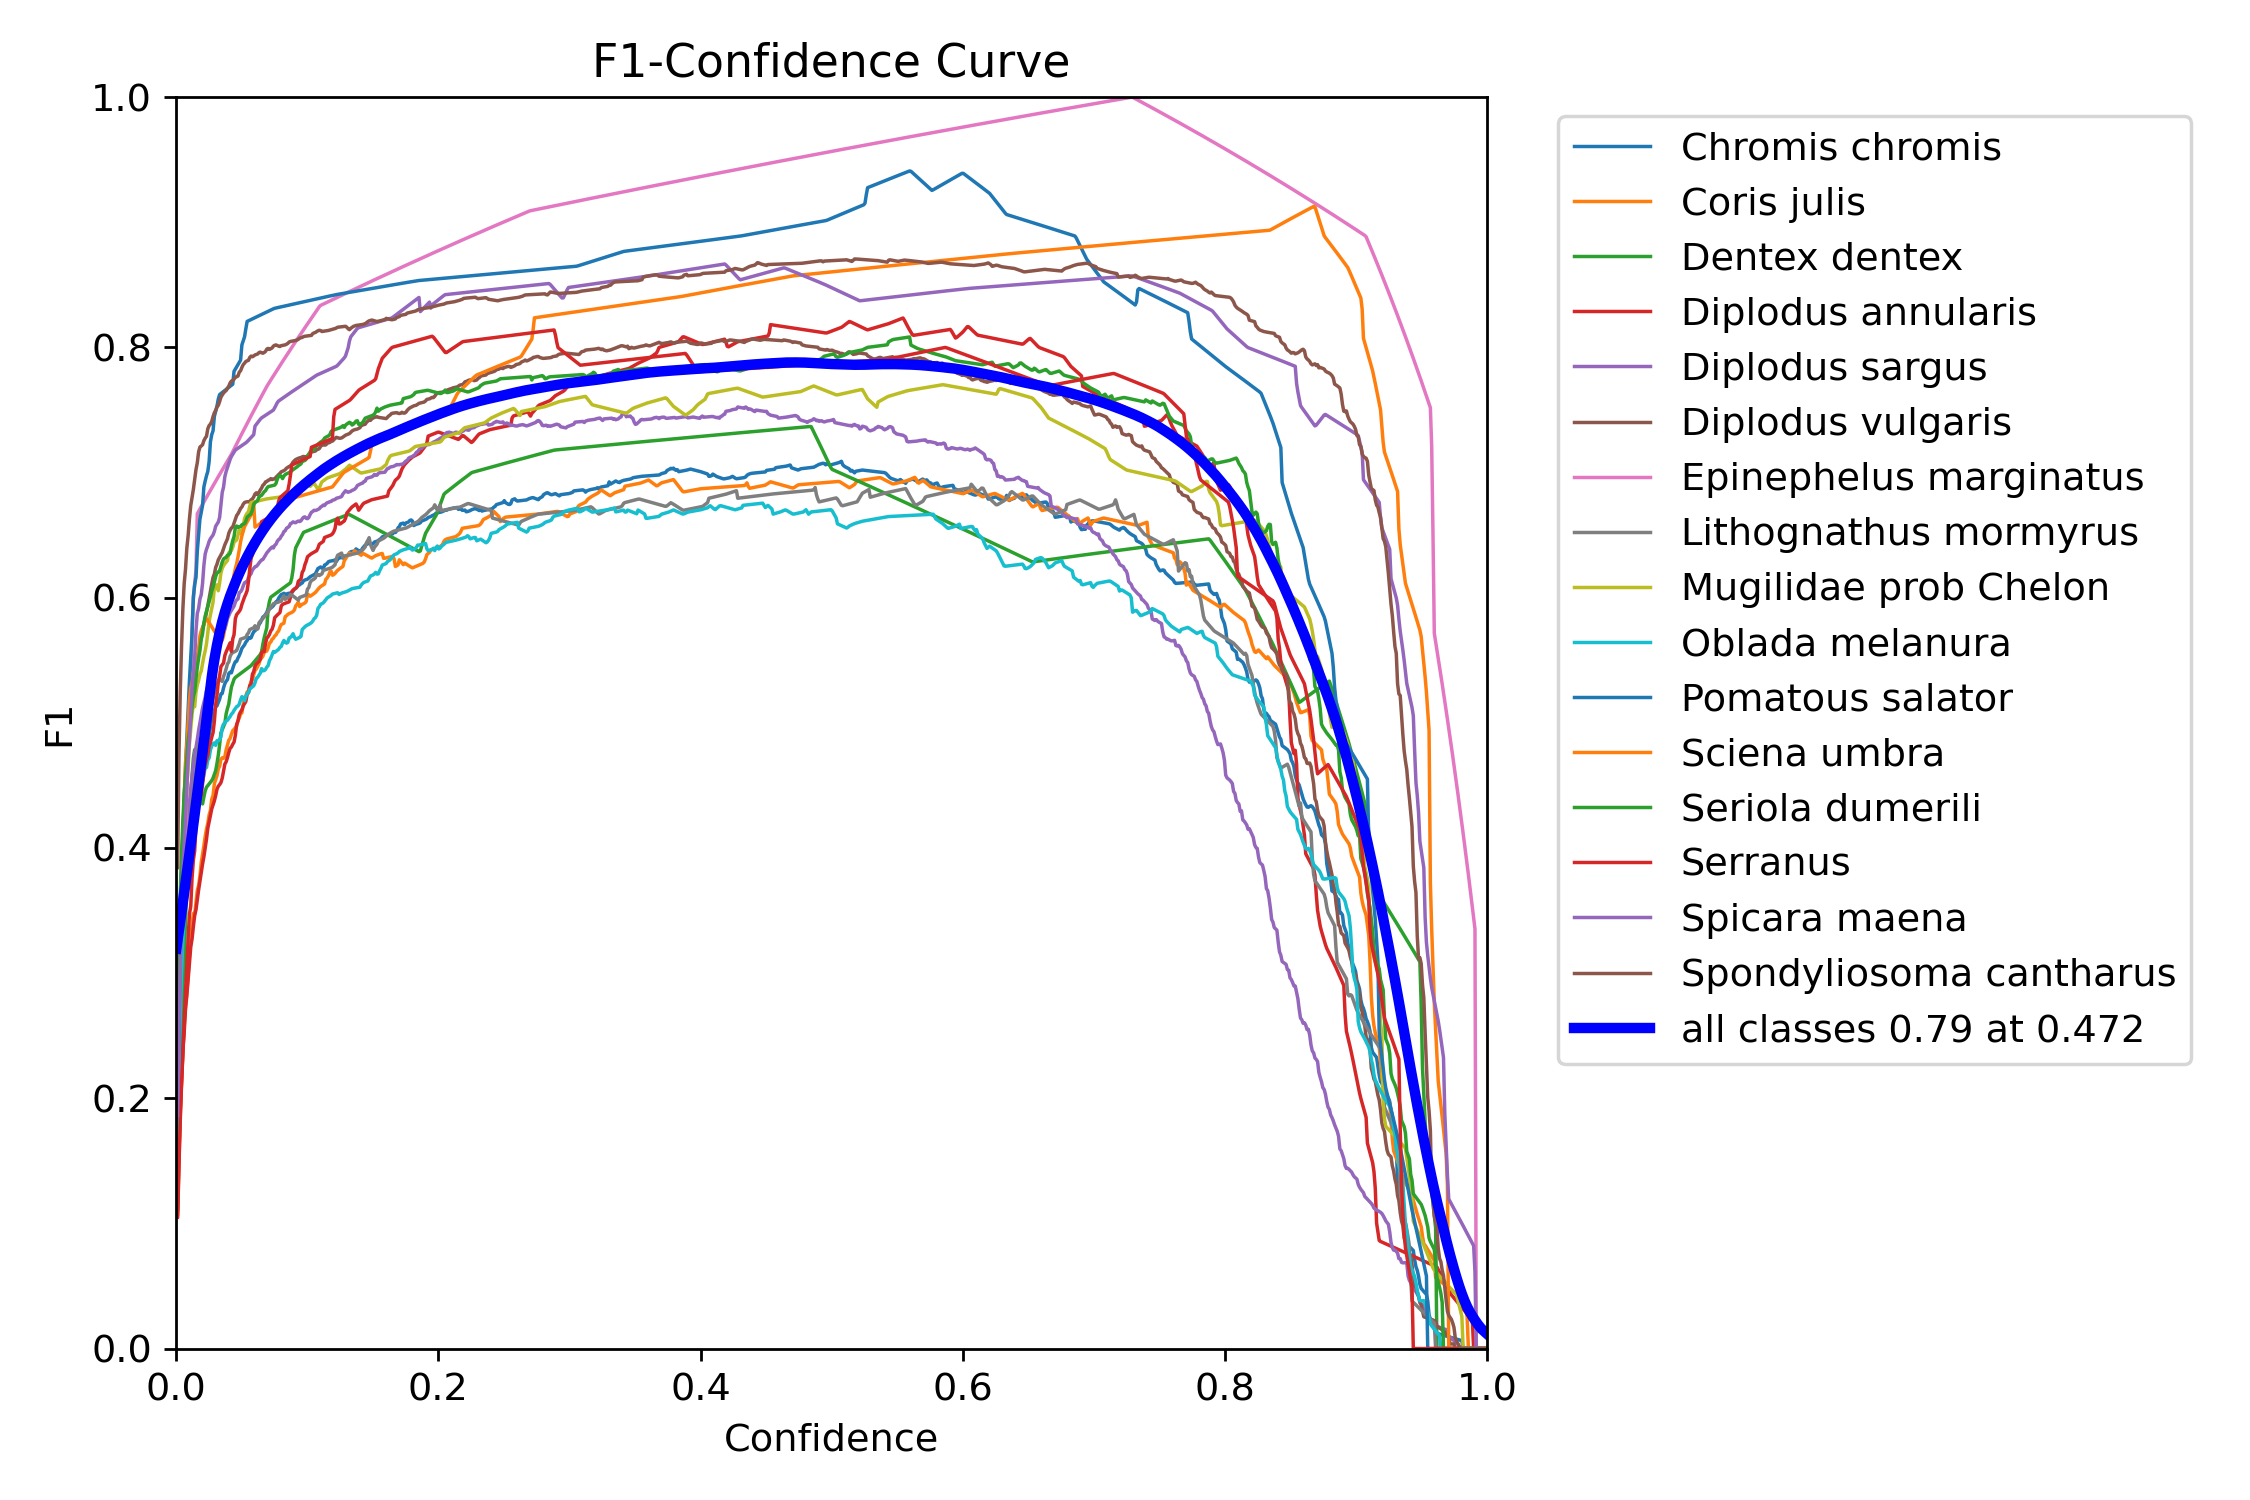 F1-Confidence Curve
1.0
0.8
0.6
0.4
0.2
0.0
F1
0.0 0.2 0.4 0.6 0.8 1.0
Confidence
Chromis chromis
Coris julis
Dentex dentex
Diplodus annularis
Diplodus sargus
Diplodus vulgaris
Epinephelus marginatus
Lithognathus mormyrus
Mugilidae prob Chelon
Oblada melanura
Pomatous salator
Sciena umbra
Seriola dumerili
Serranus
Spicara maena
Spondyliosoma cantharus
all classes 0.79 at 0.472